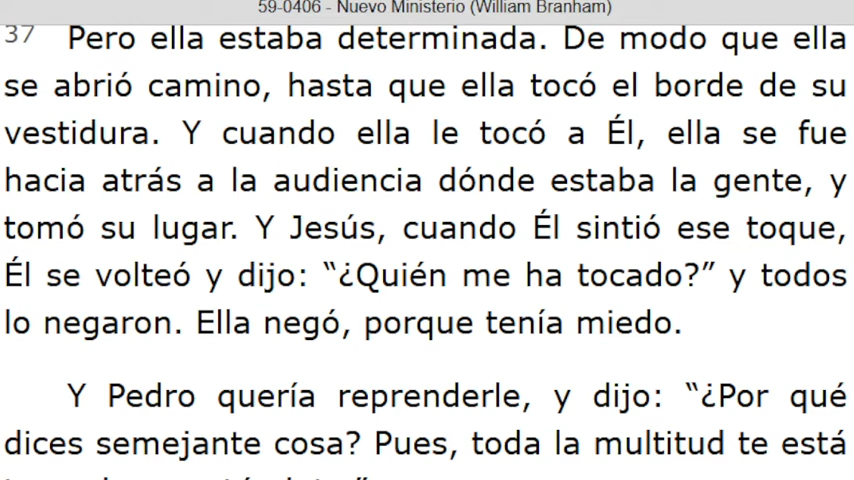 59-0406 - Nuevo Ministerio (William Branham)
37 Pero ella estaba determinada. De modo que ella
se abrió camino, hasta que ella tocó el borde de su
vestidura. Y cuando ella le tocó a Él, ella se fue
hacia atrás a la audiencia dónde estaba la gente, y
tomó su lugar. Y Jesús, cuando Él sintió ese toque,
Él se volteó y dijo: “¿Quién me ha tocado?” y todos
lo negaron. Ella negó, porque tenía miedo.
Y Pedro quería reprenderle, y dijo: “¿Por qué
dices semejante cosa? Pues, toda la multitud te está